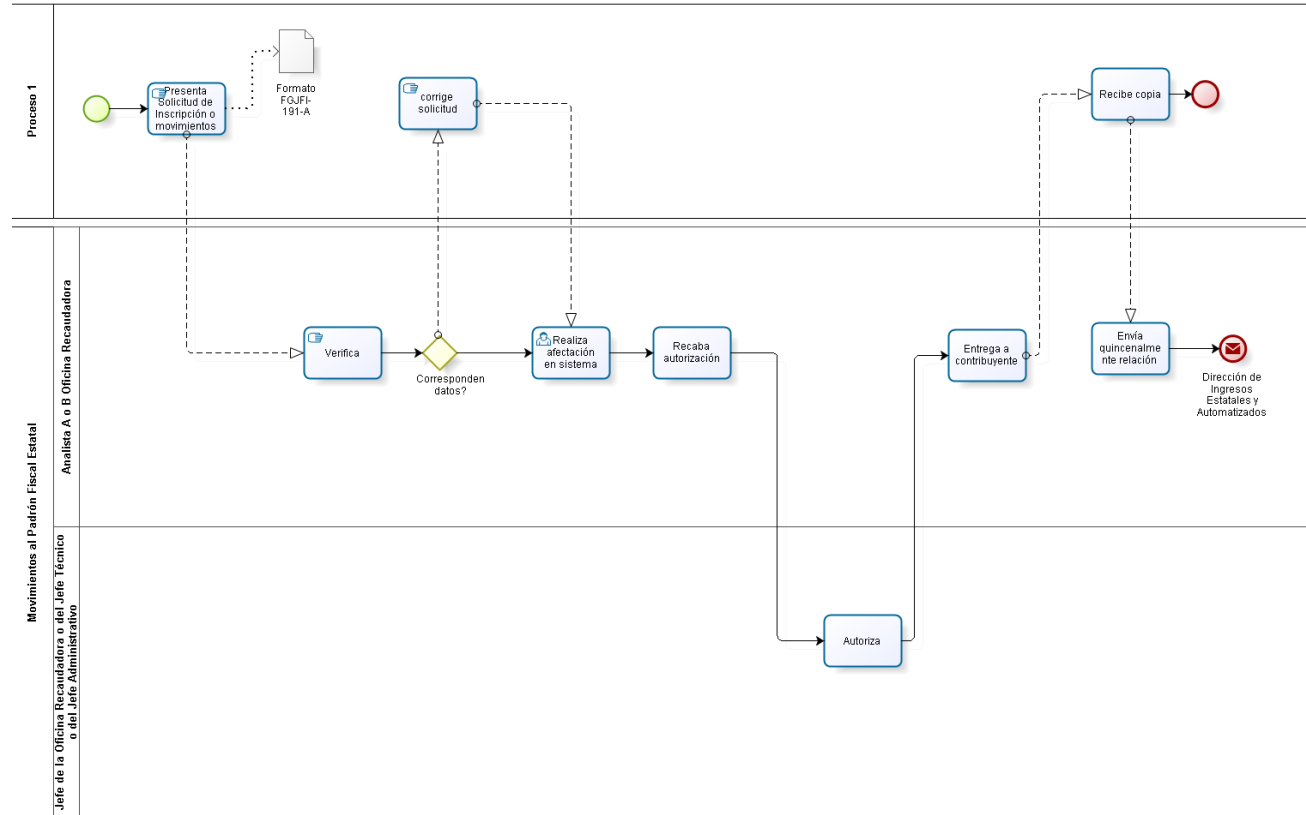 Proceso 1
Presenta
Solicitud de
Inscripción o
movimientos
Formato
FGJFI-
191-A
corrige
solicitud
Recibe copia
Movimientos al Padrón Fiscal Estatal
Analista A o B Oficina Recaudadora
Verifica
Corresponden
datos?
Realiza
afectación
en sistema
Recaba
autorización
Entrega a
contribuyente
Envía
quincenalme
nte relación
Dirección de
Ingresos
Estatales y
Automatizados
Jefe de la Oficina Recaudadora o del Jefe Técnico
o del Jefe Administrativo
Autoriza